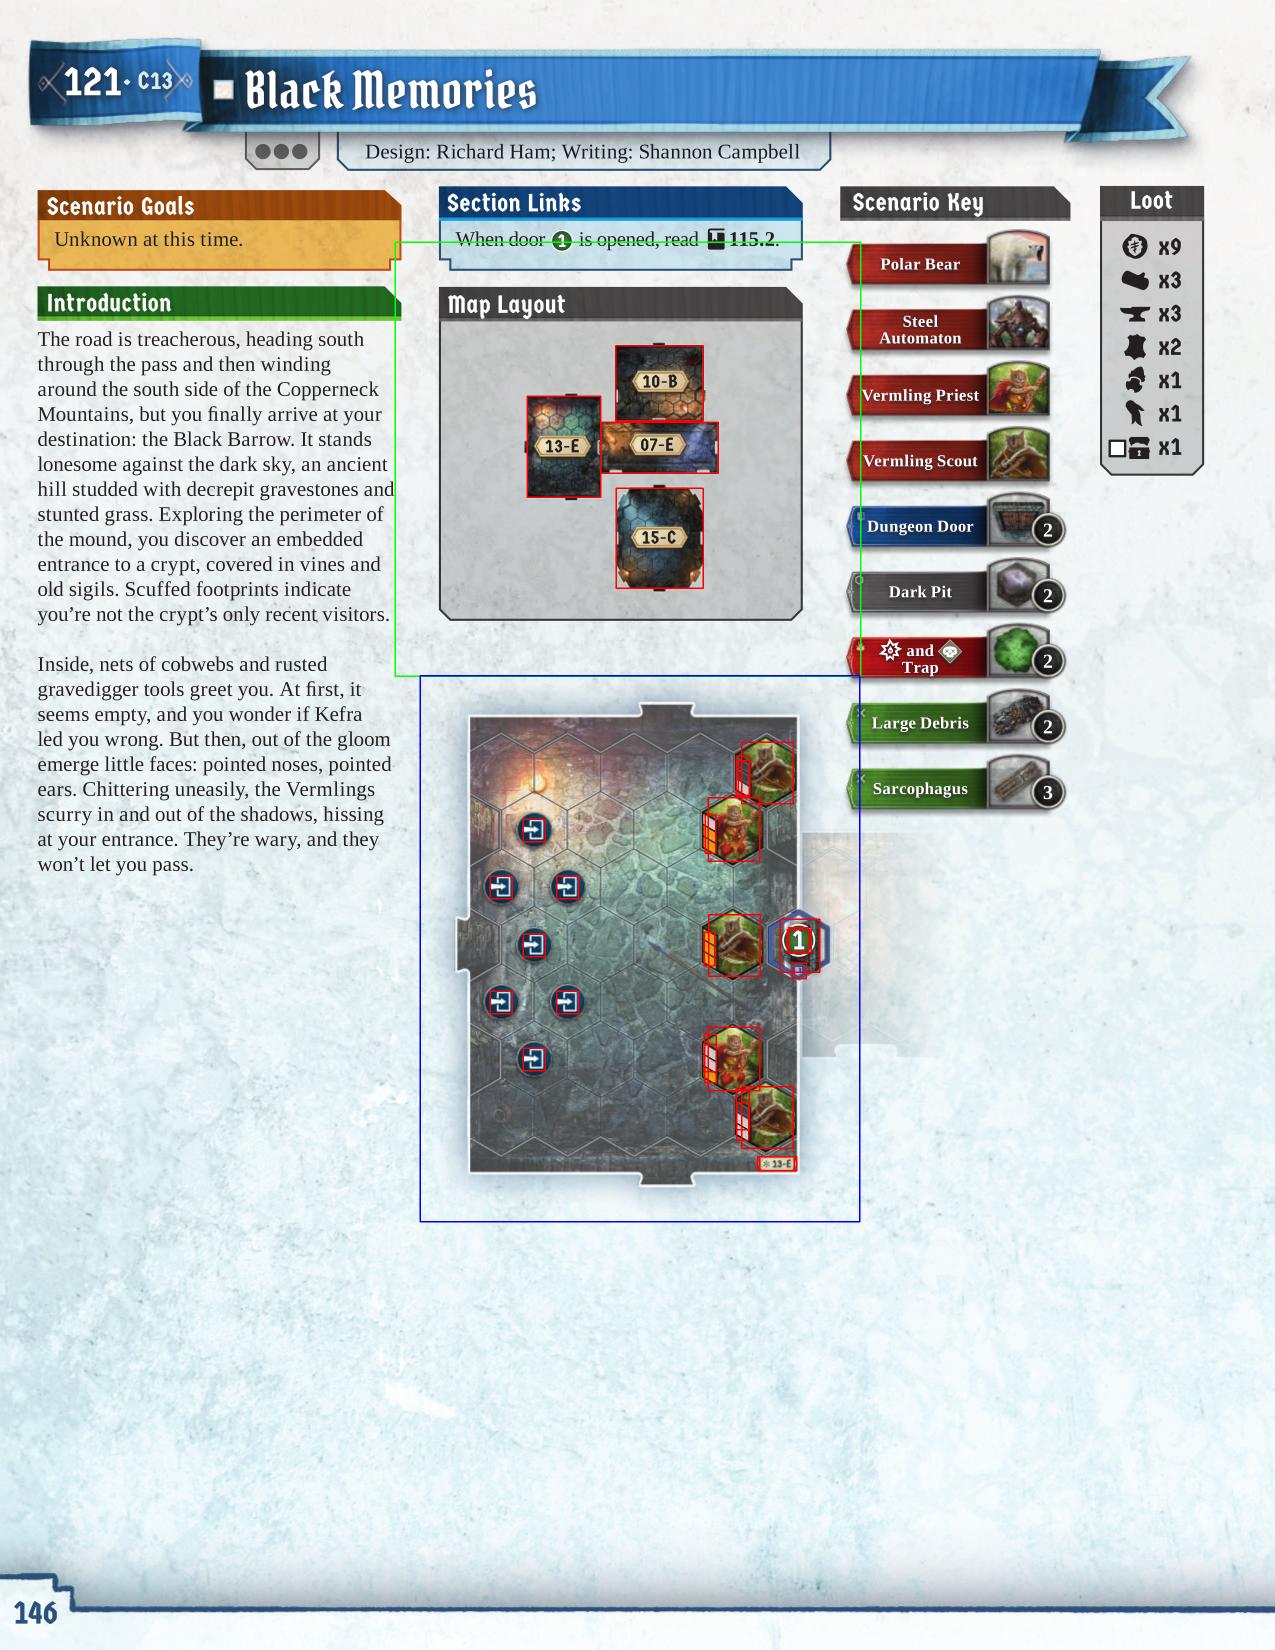 121 · C13
Black Memories
Design: Richard Ham; Writing: Shannon Campbell
Scenario Goals
Unknown at this time.
Introduction
The road is treacherous, heading south
through the pass and then winding
around the south side of the Copperneck
Mountains, but you finally arrive at your
destination: the Black Barrow. It stands
lonesome against the dark sky, an ancient
hill studded with decrepit gravestones and
stunted grass. Exploring the perimeter of
the mound, you discover an embedded
entrance to a crypt, covered in vines and
old sigils. Scuffed footprints indicate
you’re not the crypt’s only recent visitors.
Inside, nets of cobwebs and rusted
gravedigger tools greet you. At first, it
seems empty, and you wonder if Kefra
led you wrong. But then, out of the gloom
emerge little faces: pointed noses, pointed
ears. Chittering uneasily, the Vermlings
scurry in and out of the shadows, hissing
at your entrance. They’re wary, and they
won’t let you pass.
Section Links
When door 1 is opened, read 115.2.
Map Layout
10-B
13-E
07-E
15-C
1
13-E
Scenario Key
Polar Bear
Steel
Automaton
Vermling Priest
Vermling Scout
Dungeon Door 2
Dark Pit 2
and
Trap 2
Large Debris 2
Sarcophagus 3
Loot
x9
x3
x3
x2
x1
x1
x1
146